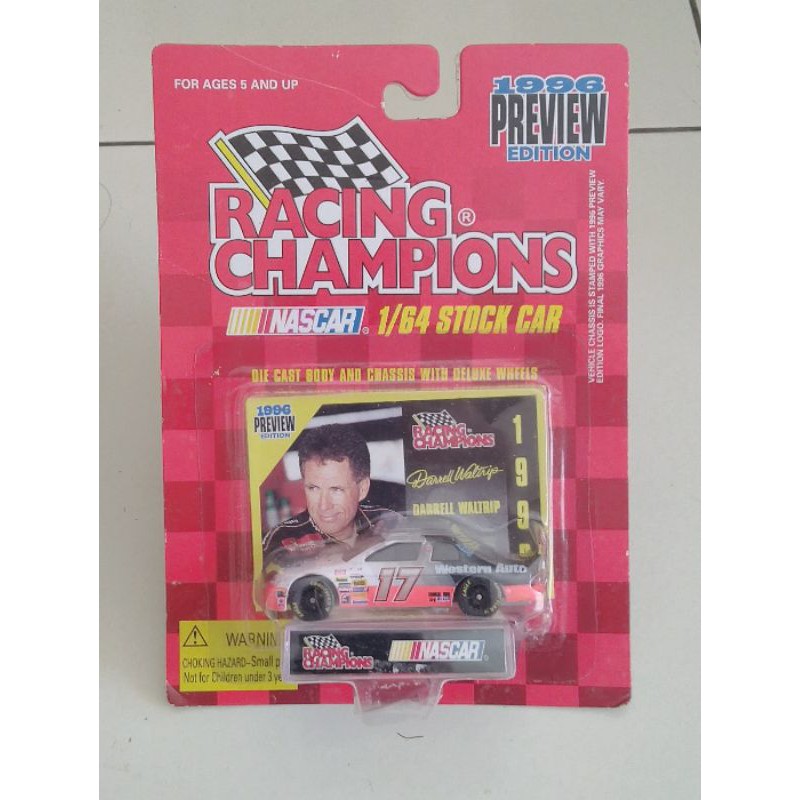 FOR AGES 5 AND UP
1996
PREVIEW
EDITION
RACING ®
CHAMPIONS
NASCAR® 1/64 STOCK CAR
VEHICLE CHASSIS IS STAMPED WITH 1996 PREVIEW
EDITION LOGO. FINAL 1996 GRAPHICS MAY VARY.
DIE CAST BODY AND CHASSIS WITH DELUXE WHEELS
1996
PREVIEW
EDITION
RACING
CHAMPIONS
Darrell Waltrip
DARRELL WALTRIP
1
9
9
17
Western Auto
WARNIN
CHOKING HAZARD–Small p
Not for Children under 3 ye
RACING
CHAMPIONS
NASCAR®